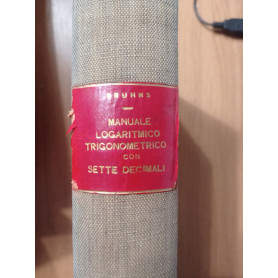 BRUHNS
MANUALE
LOGARITMICO
TRIGONOMETRICO
CON
SETTE DECIMALI